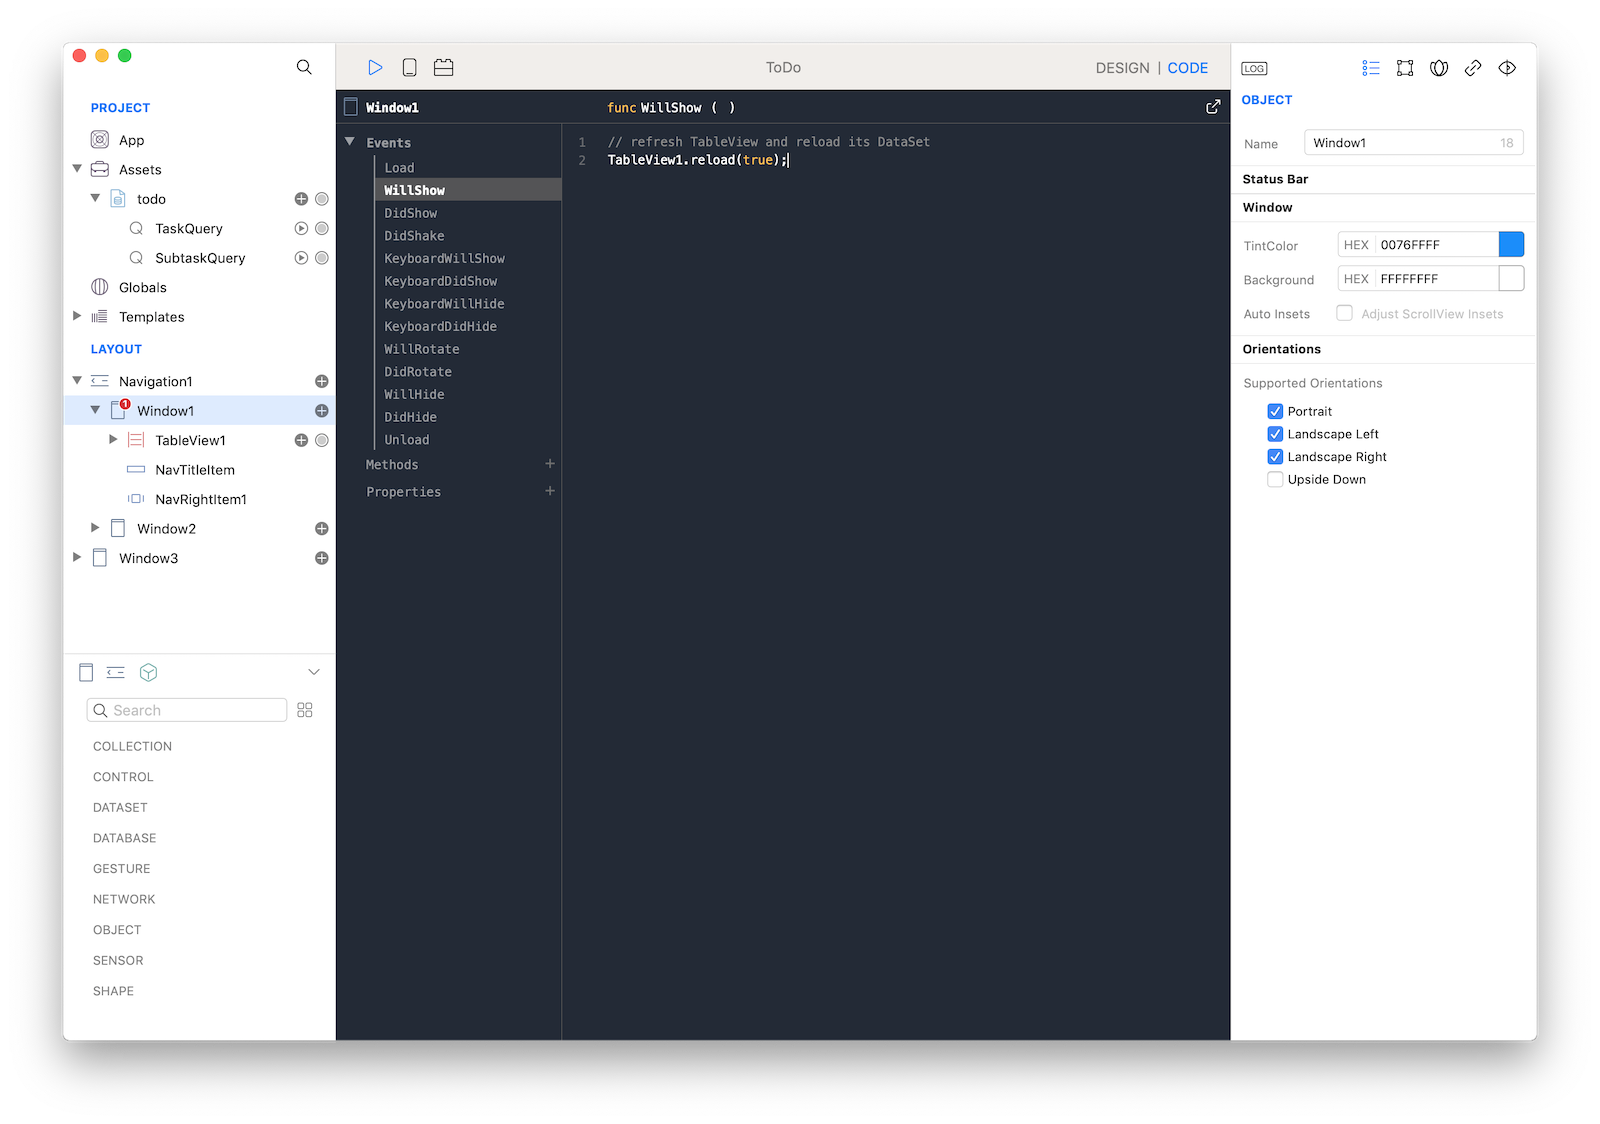 PROJECT
App
Assets
todo
TaskQuery
SubtaskQuery
Globals
Templates
LAYOUT
Navigation1
1
Window1
TableView1
NavTitleItem
NavRightItem1
Window2
Window3
Search
COLLECTION
CONTROL
DATASET
DATABASE
GESTURE
NETWORK
OBJECT
SENSOR
SHAPE
ToDo
DESIGN | CODE
Window1
func WillShow ( )
Events
Load
WillShow
DidShow
DidShake
KeyboardWillShow
KeyboardDidShow
KeyboardWillHide
KeyboardDidHide
WillRotate
DidRotate
WillHide
DidHide
Unload
Methods +
Properties +
1 // refresh TableView and reload its DataSet
2 TableView1.reload(true);
LOG
OBJECT
Name Window1 18
Status Bar
Window
TintColor HEX 0076FFFF
Background HEX FFFFFFFF
Auto Insets Adjust ScrollView Insets
Orientations
Supported Orientations
Portrait
Landscape Left
Landscape Right
Upside Down